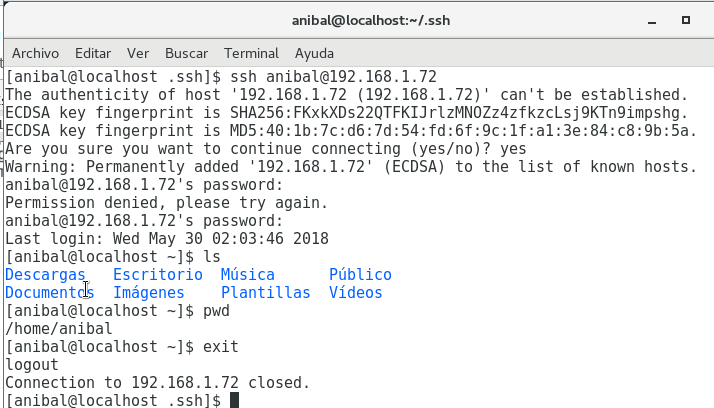 anibal@localhost:~/.ssh
Archivo Editar Ver Buscar Terminal Ayuda
[anibal@localhost .ssh]$ ssh anibal@192.168.1.72
The authenticity of host '192.168.1.72 (192.168.1.72)' can't be established.
ECDSA key fingerprint is SHA256:FKxkXDs22QTFKIJrlzMNOZz4zfkzcLsj9KTn9impshg.
ECDSA key fingerprint is MD5:40:1b:7c:d6:7d:54:fd:6f:9c:1f:a1:3e:84:c8:9b:5a.
Are you sure you want to continue connecting (yes/no)? yes
Warning: Permanently added '192.168.1.72' (ECDSA) to the list of known hosts.
anibal@192.168.1.72's password:
Permission denied, please try again.
anibal@192.168.1.72's password:
Last login: Wed May 30 02:03:46 2018
[anibal@localhost ~]$ ls
Descargas Escritorio Música Público
Documentos Imágenes Plantillas Vídeos
[anibal@localhost ~]$ pwd
/home/anibal
[anibal@localhost ~]$ exit
logout
Connection to 192.168.1.72 closed.
[anibal@localhost .ssh]$